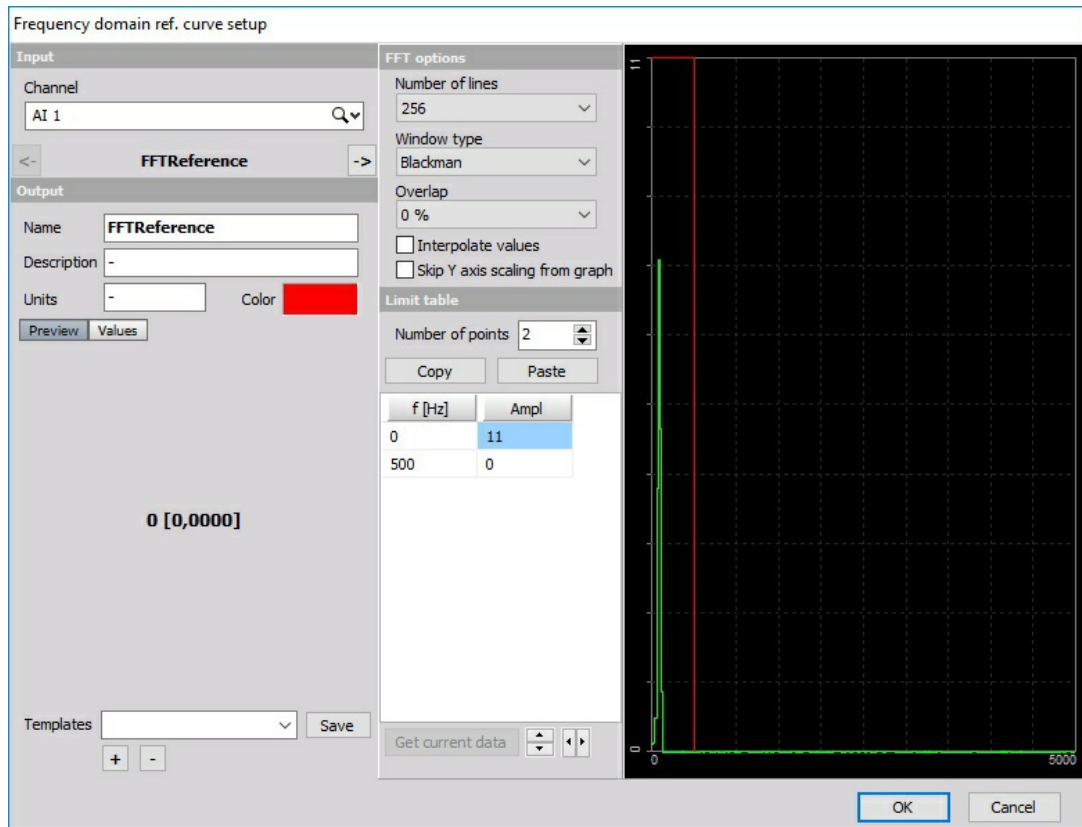 Frequency domain ref. curve setup
Input
Channel
AI 1
<-
FFTReference
->
Output
Name
FFTReference
Description
-
Units
-
Color
Preview
Values
0 [0,0000]
Templates
Save
+
-
FFT options
Number of lines
256
Window type
Blackman
Overlap
0 %
Interpolate values
Skip Y axis scaling from graph
Limit table
Number of points
2
Copy
Paste
f [Hz]
Ampl
0
11
500
0
Get current data
11
0
0
5000
OK
Cancel